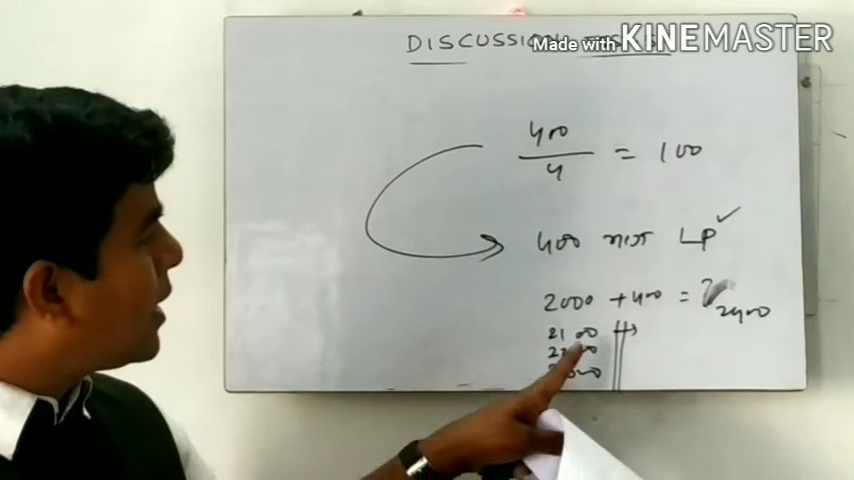 DISCUSSION
Made with KINEMASTER
400
4
= 100
400 LP ✓
2000 + 400 = ?
2400
2100